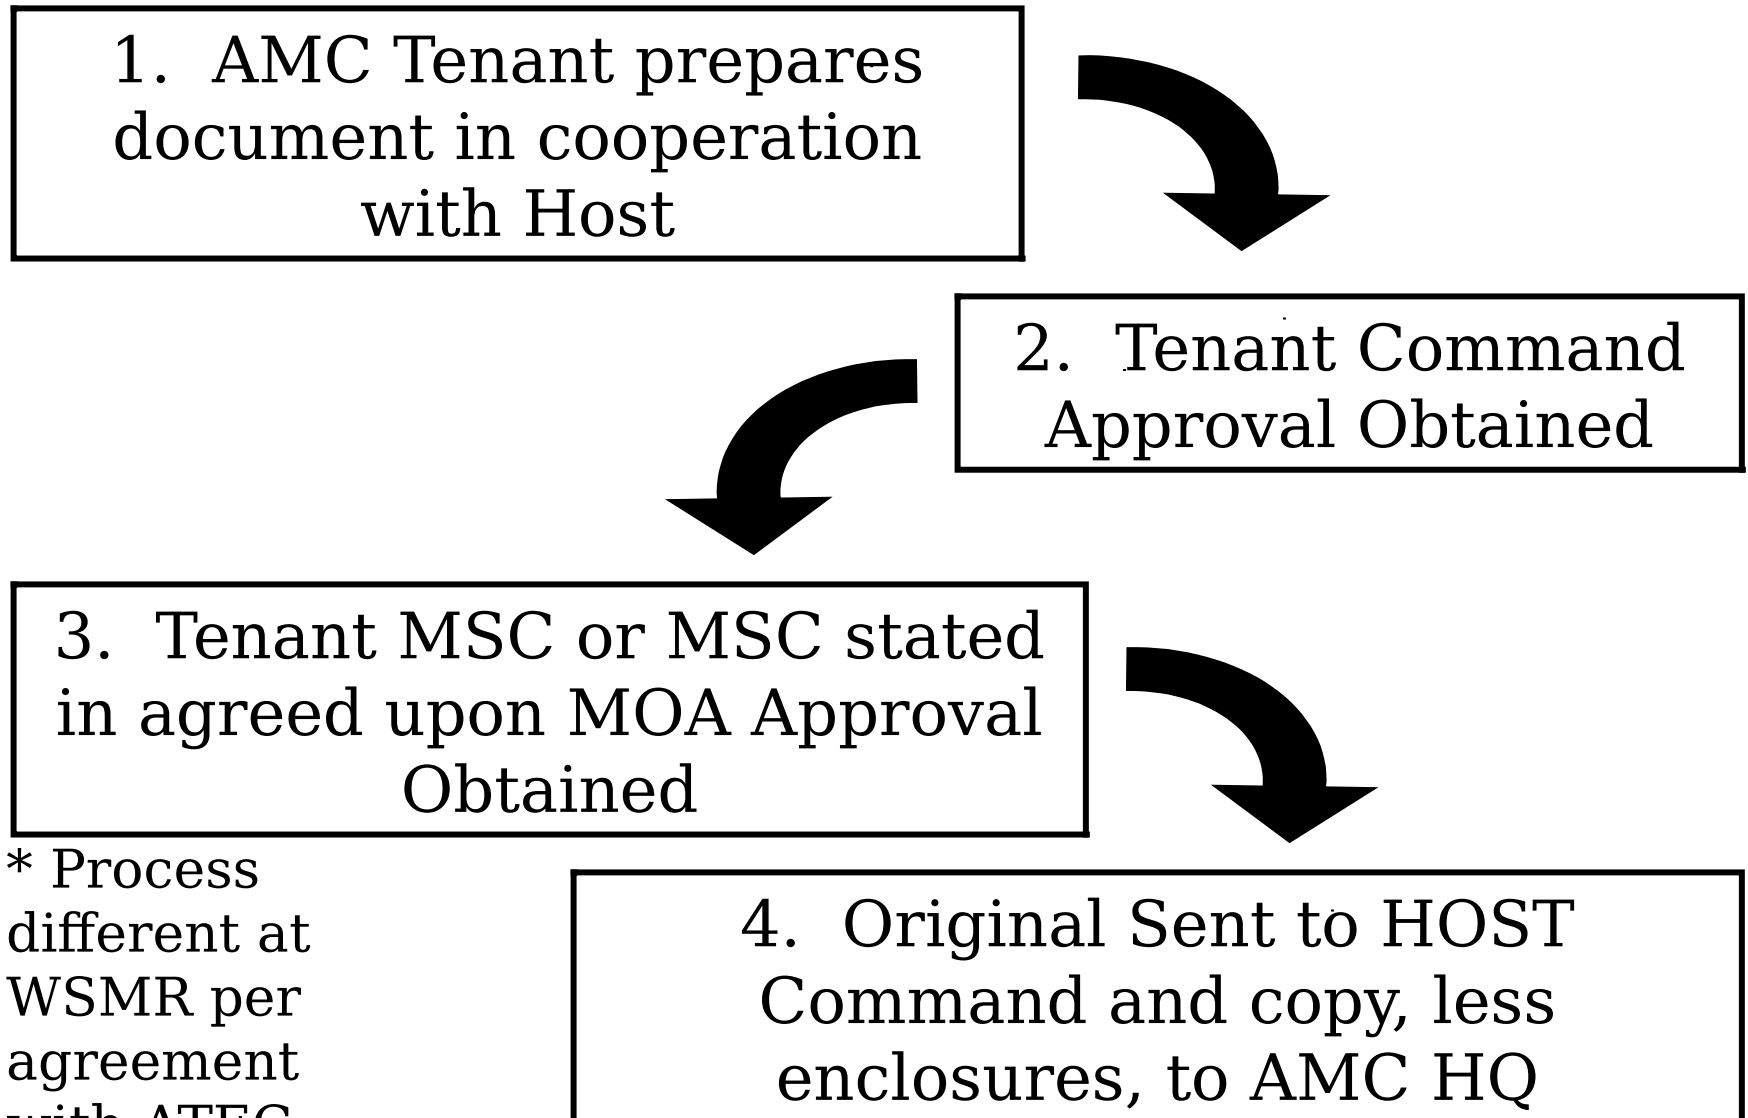 1.  AMC Tenant prepares
document in cooperation
with Host
2.  Tenant Command
Approval Obtained
3.  Tenant MSC or MSC stated
in agreed upon MOA Approval
Obtained
* Process
different at
WSMR per
agreement
with ATEC
4.  Original Sent to HOST
Command and copy, less
enclosures, to AMC HQ